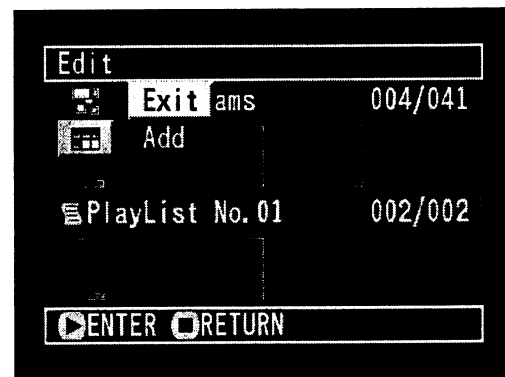 Edit
Exit ams 004/041
Add
PlayList No.01 002/002
ENTER RETURN